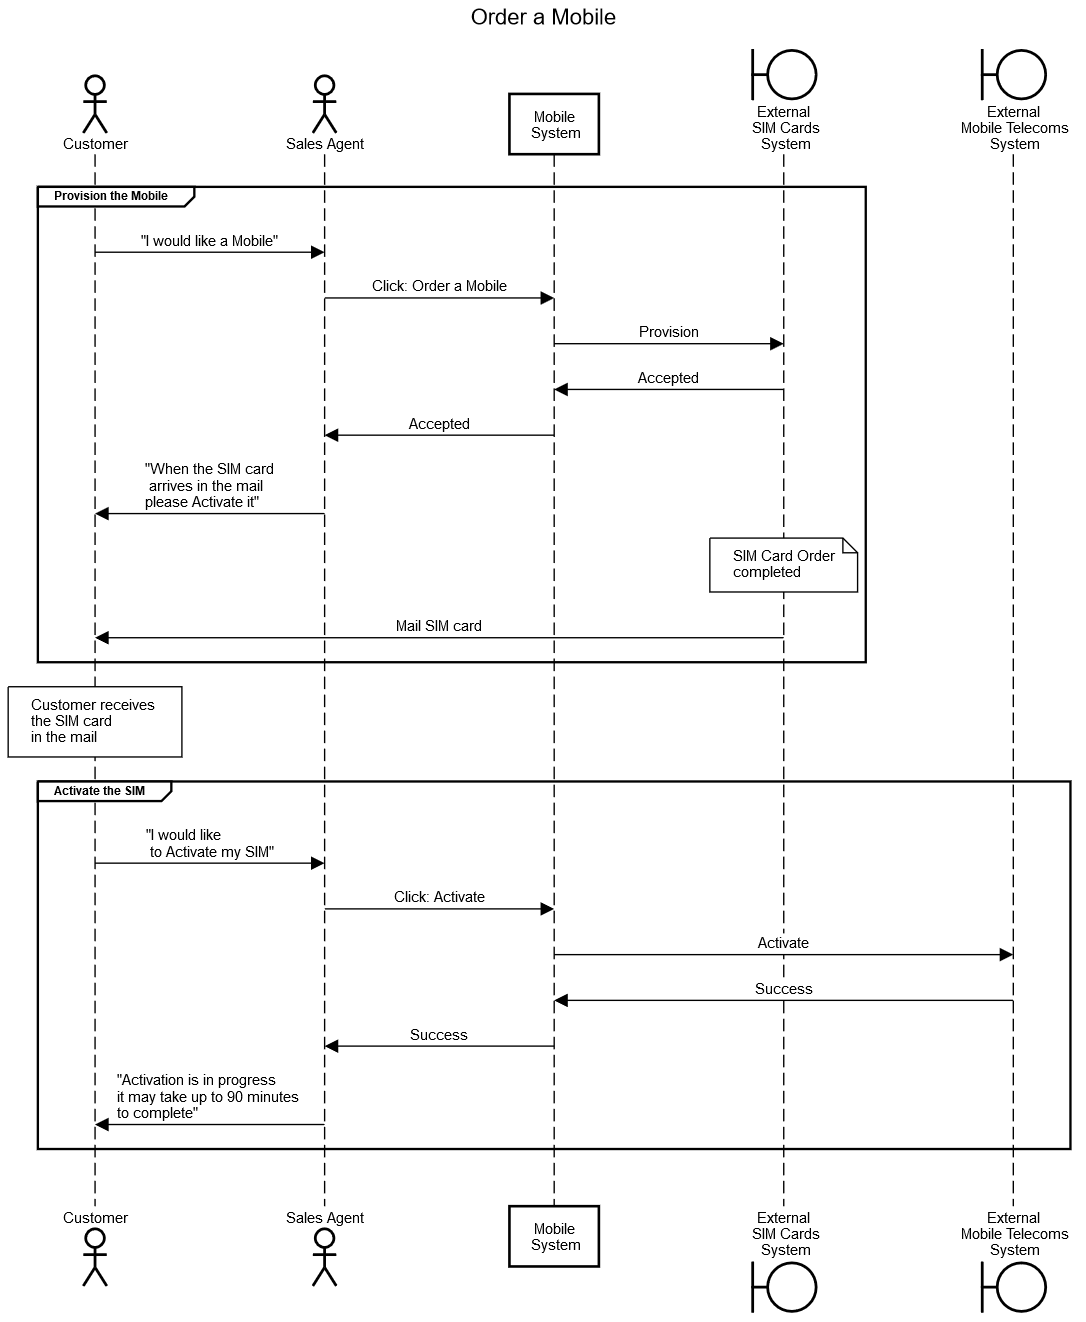 Order a Mobile
Customer
Sales Agent
Mobile
System
External
SIM Cards
System
External
Mobile Telecoms
System
Provision the Mobile
"I would like a Mobile"
Click: Order a Mobile
Provision
Accepted
Accepted
"When the SIM card
arrives in the mail
please Activate it"
SIM Card Order
completed
Mail SIM card
Customer receives
the SIM card
in the mail
Activate the SIM
"I would like
to Activate my SIM"
Click: Activate
Activate
Success
Success
"Activation is in progress
it may take up to 90 minutes
to complete"
Customer
Sales Agent
Mobile
System
External
SIM Cards
System
External
Mobile Telecoms
System